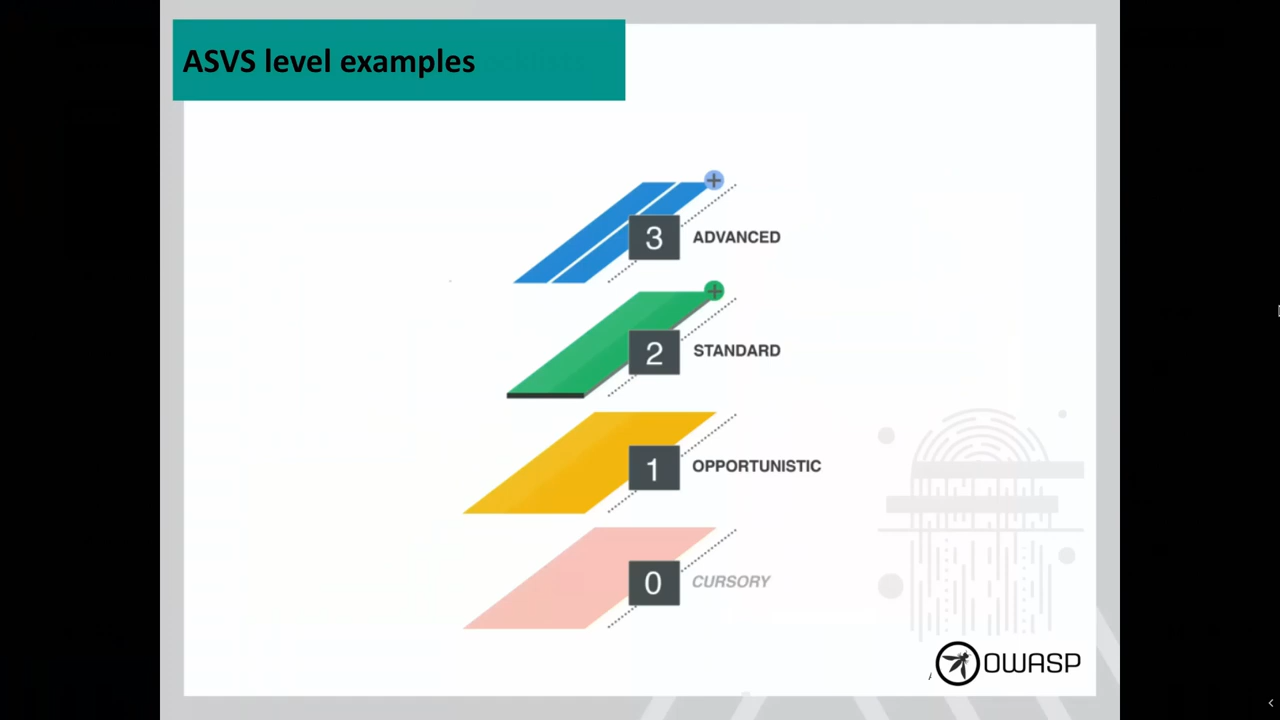 ASVS level examples
3 ADVANCED
2 STANDARD
1 OPPORTUNISTIC
0 CURSORY
OWASP